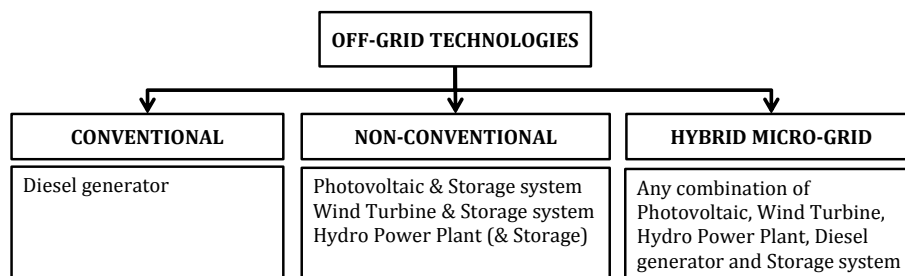 OFF-GRID TECHNOLOGIES
CONVENTIONAL
NON-CONVENTIONAL
HYBRID MICRO-GRID
Diesel generator
Photovoltaic & Storage system
Wind Turbine & Storage system
Hydro Power Plant (& Storage)
Any combination of
Photovoltaic, Wind Turbine,
Hydro Power Plant, Diesel
generator and Storage system